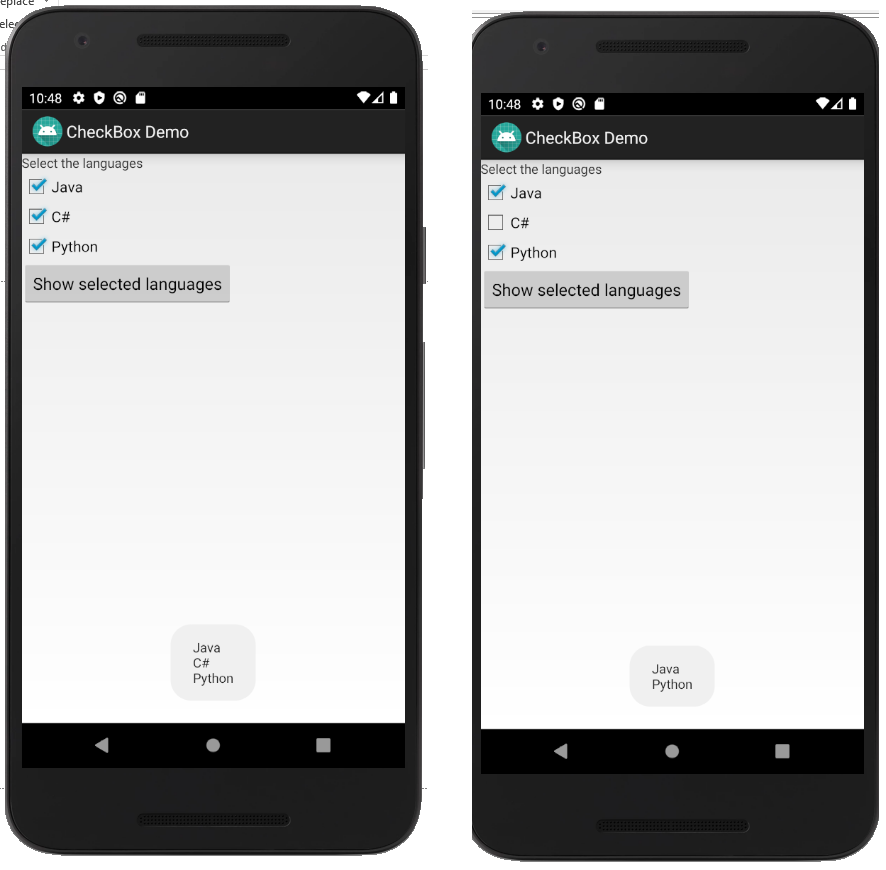 eplace
elec
d
10:48
CheckBox Demo
Select the languages
Java
C#
Python
Show selected languages
Java
C#
Python
10:48
CheckBox Demo
Select the languages
Java
C#
Python
Show selected languages
Java
Python